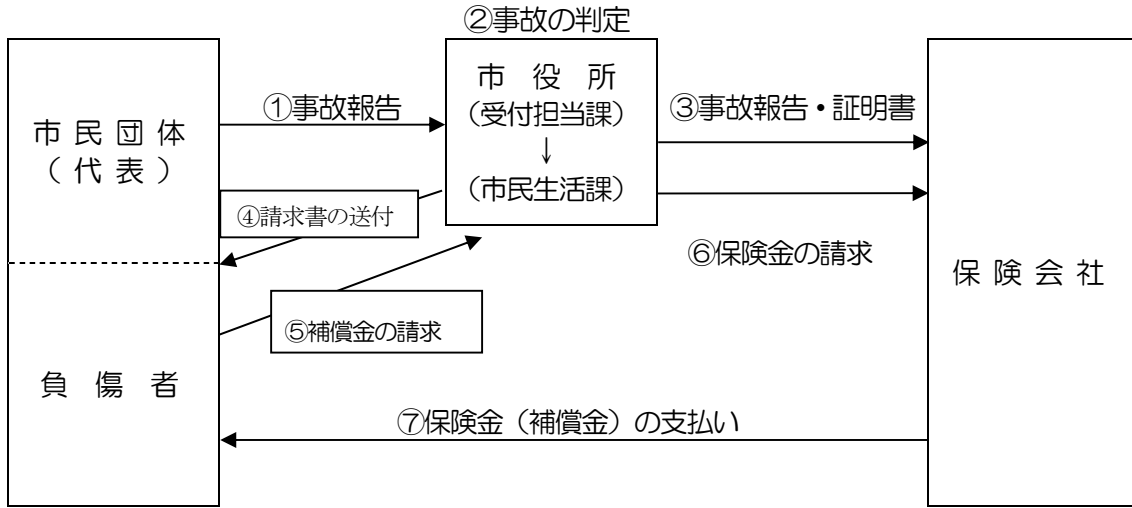 ②事故の判定
市役所
(受付担当課)
↓
(市民生活課)
①事故報告
③事故報告・証明書
市民団体
(代表)
④請求書の送付
⑥保険金の請求
保険会社
⑤補償金の請求
負傷者
⑦保険金（補償金）の支払い